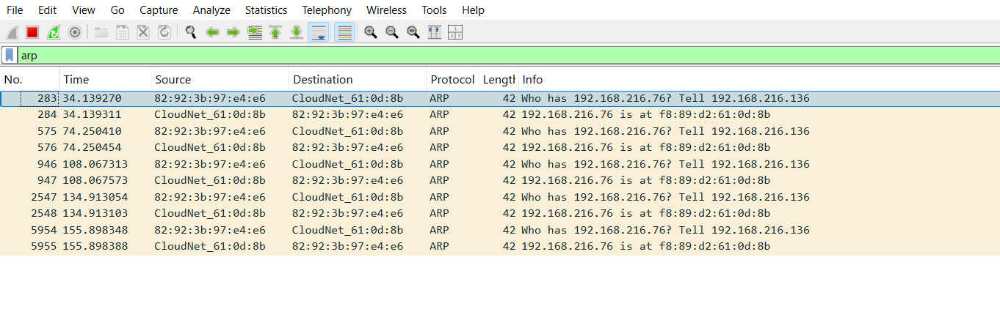 File Edit View Go Capture Analyze Statistics Telephony Wireless Tools Help
arp
No. Time Source Destination Protocol Length Info
283 34.139270 82:92:3b:97:e4:e6 CloudNet_61:0d:8b ARP 42 Who has 192.168.216.76? Tell 192.168.216.136
284 34.139311 CloudNet_61:0d:8b 82:92:3b:97:e4:e6 ARP 42 192.168.216.76 is at f8:89:d2:61:0d:8b
575 74.250410 82:92:3b:97:e4:e6 CloudNet_61:0d:8b ARP 42 Who has 192.168.216.76? Tell 192.168.216.136
576 74.250454 CloudNet_61:0d:8b 82:92:3b:97:e4:e6 ARP 42 192.168.216.76 is at f8:89:d2:61:0d:8b
946 108.067313 82:92:3b:97:e4:e6 CloudNet_61:0d:8b ARP 42 Who has 192.168.216.76? Tell 192.168.216.136
947 108.067573 CloudNet_61:0d:8b 82:92:3b:97:e4:e6 ARP 42 192.168.216.76 is at f8:89:d2:61:0d:8b
2547 134.913054 82:92:3b:97:e4:e6 CloudNet_61:0d:8b ARP 42 Who has 192.168.216.76? Tell 192.168.216.136
2548 134.913103 CloudNet_61:0d:8b 82:92:3b:97:e4:e6 ARP 42 192.168.216.76 is at f8:89:d2:61:0d:8b
5954 155.898348 82:92:3b:97:e4:e6 CloudNet_61:0d:8b ARP 42 Who has 192.168.216.76? Tell 192.168.216.136
5955 155.898388 CloudNet_61:0d:8b 82:92:3b:97:e4:e6 ARP 42 192.168.216.76 is at f8:89:d2:61:0d:8b